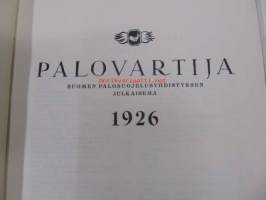 PALOVARTIJA
SUOMEN PALOSUOJELUSYHDISTYKSEN
JULKAISEMA
1926